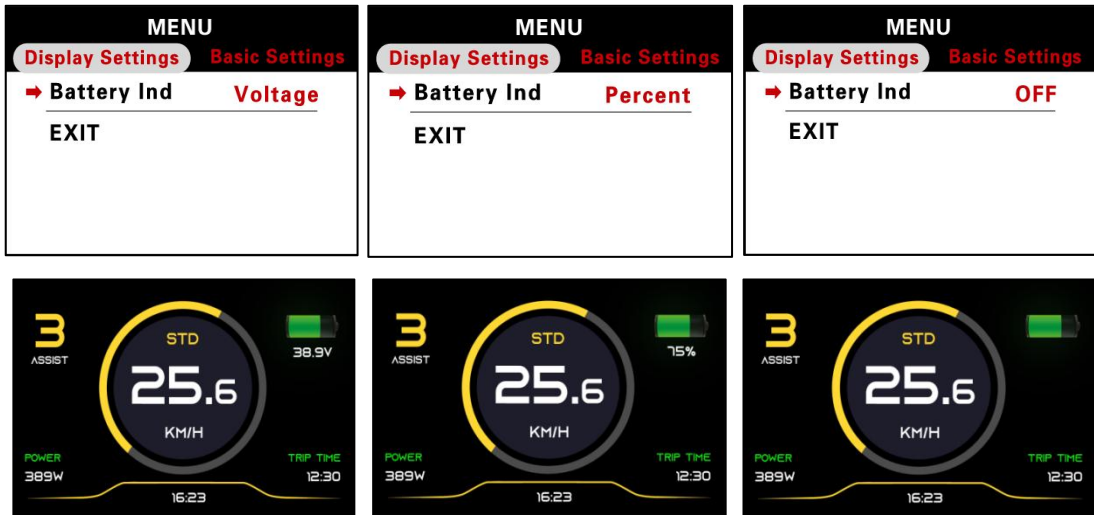 MENU
Display Settings Basic Settings
Battery Ind Voltage
EXIT
MENU
Display Settings Basic Settings
Battery Ind Percent
EXIT
MENU
Display Settings Basic Settings
Battery Ind OFF
EXIT
3
ASSIST
STD
38.9V
25.6
KM/H
POWER
389W
TRIP TIME
12:30
16:23
3
ASSIST
STD
75%
25.6
KM/H
POWER
389W
TRIP TIME
12:30
16:23
3
ASSIST
STD
25.6
KM/H
POWER
389W
TRIP TIME
12:30
16:23